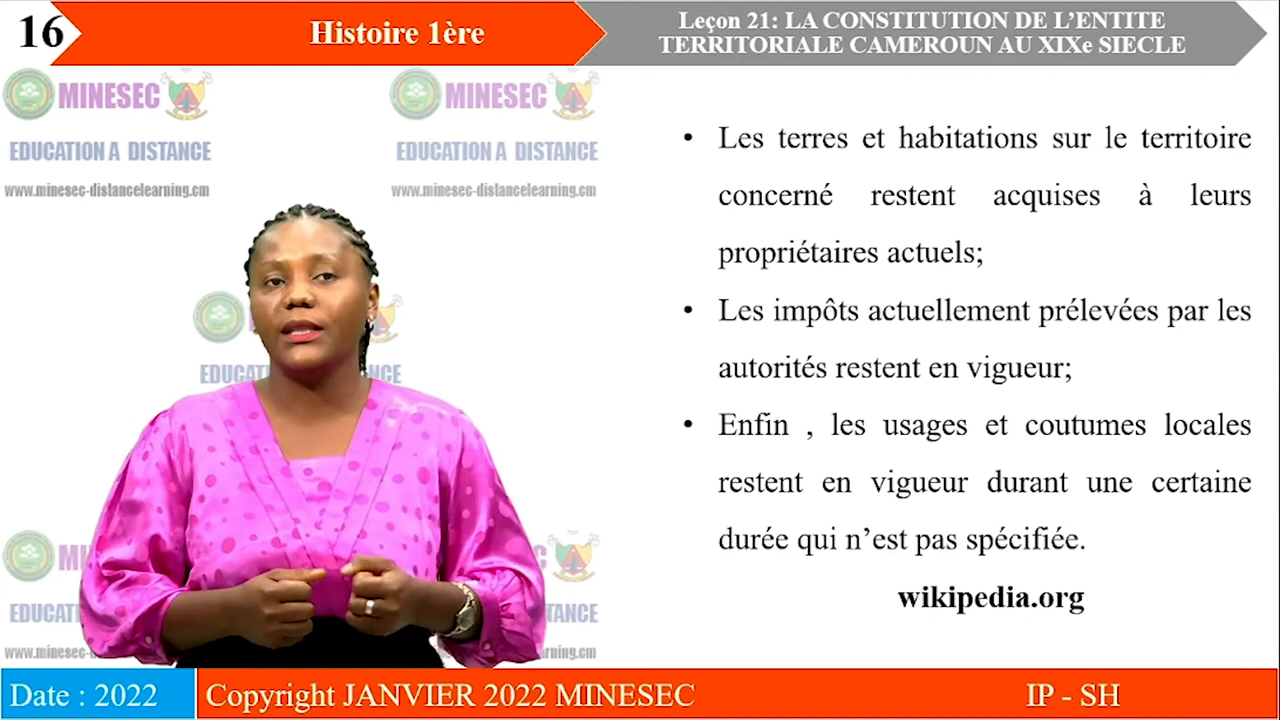 16
Histoire 1ère
Leçon 21: LA CONSTITUTION DE L’ENTITE
TERRITORIALE CAMEROUN AU XIXe SIECLE
MINESEC
EDUCATION A DISTANCE
www.minesec-distancelearning.cm
MINESEC
EDUCATION A DISTANCE
www.minesec-distancelearning.cm
• Les terres et habitations sur le territoire
concerné restent acquises à leurs
propriétaires actuels;
• Les impôts actuellement prélevées par les
autorités restent en vigueur;
• Enfin , les usages et coutumes locales
restent en vigueur durant une certaine
durée qui n’est pas spécifiée.
wikipedia.org
Date : 2022
Copyright JANVIER 2022 MINESEC
IP - SH